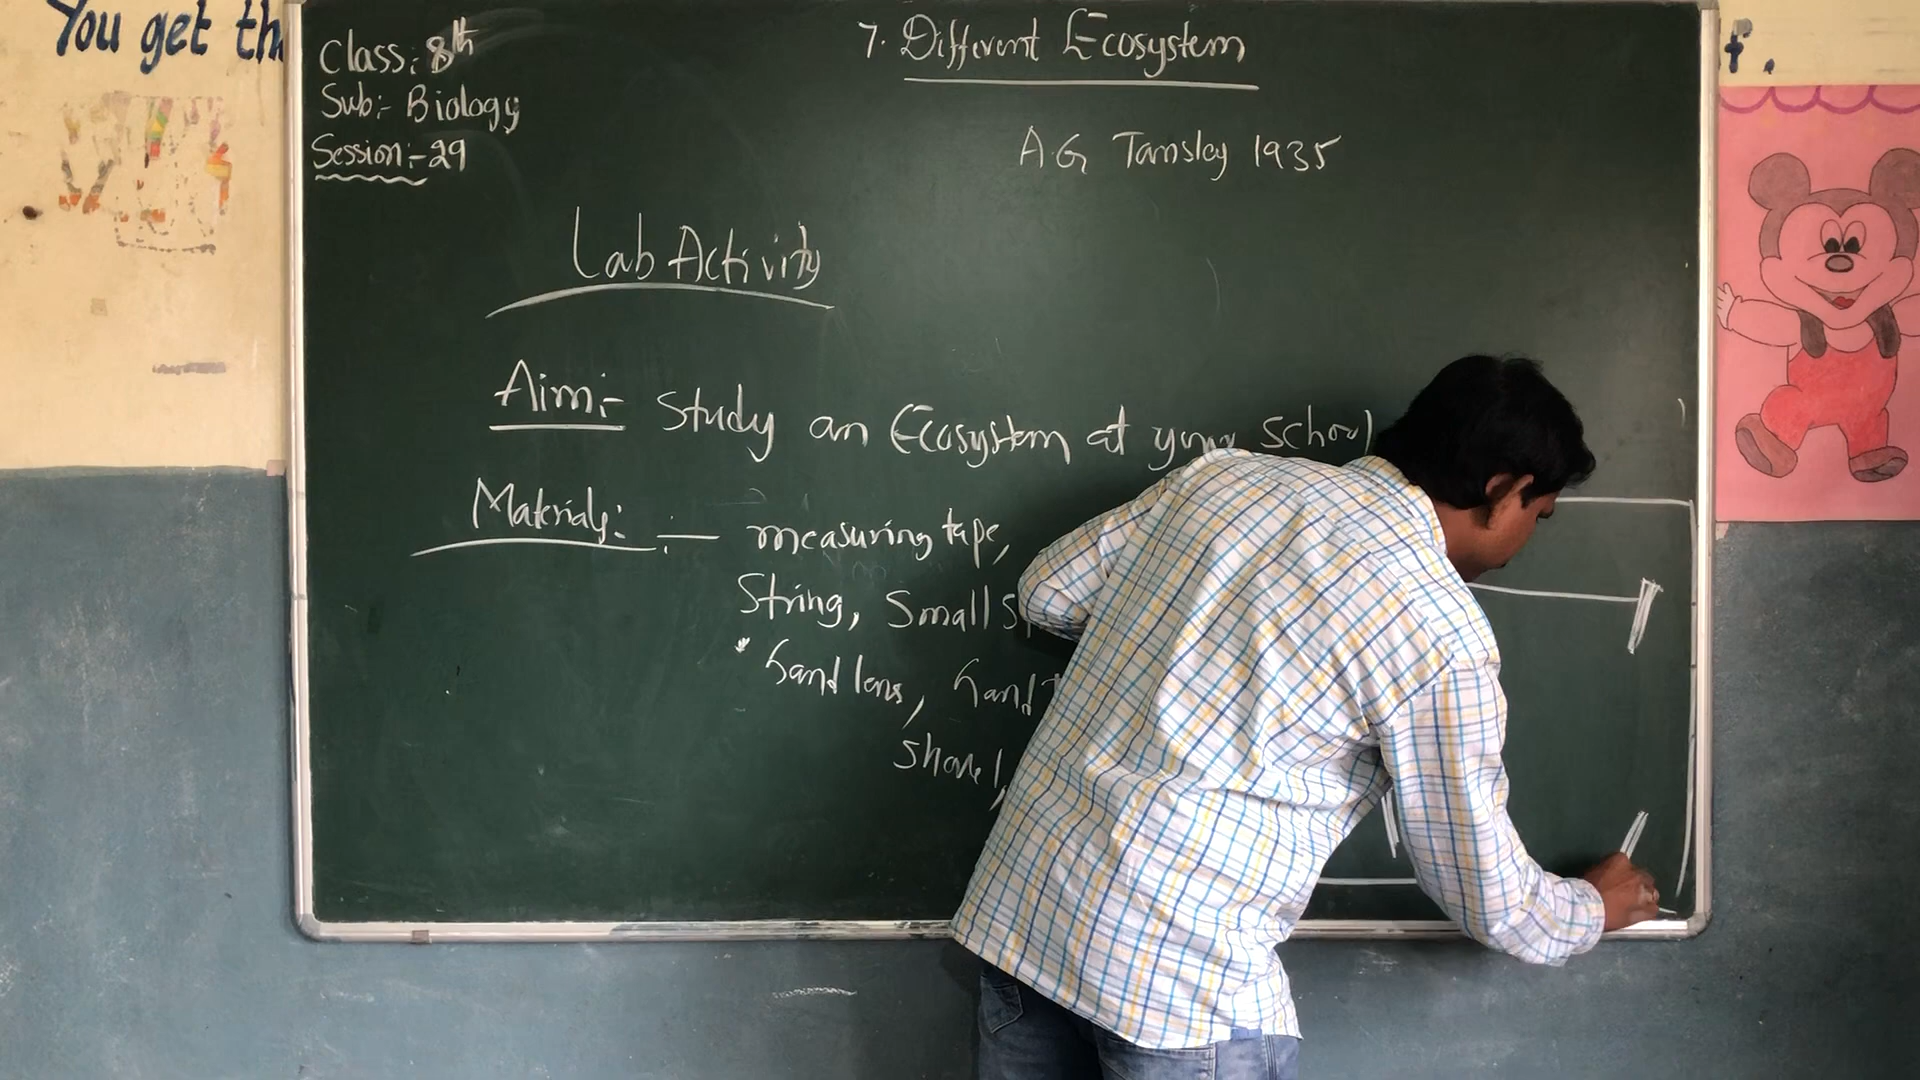 You get th
f.
Class: 8th
Sub:- Biology
Session:-29
7. Different Ecosystem
A.G Tansley 1935
Lab Activity
Aim:- Study an Ecosystem at your school
Materials: :— measuring tape,
String, Small
Hand lens, hand